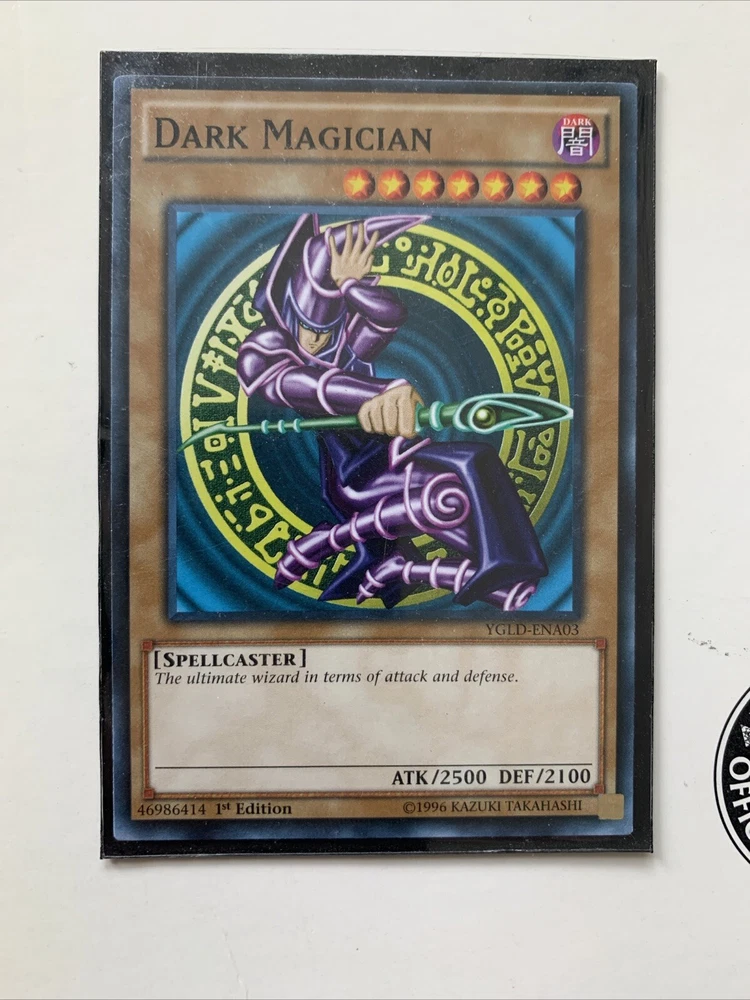 DARK MAGICIAN
DARK
闇
YGLD-ENA03
[SPELLCASTER]
The ultimate wizard in terms of attack and defense.
ATK/2500 DEF/2100
46986414 1st Edition
©1996 KAZUKI TAKAHASHI